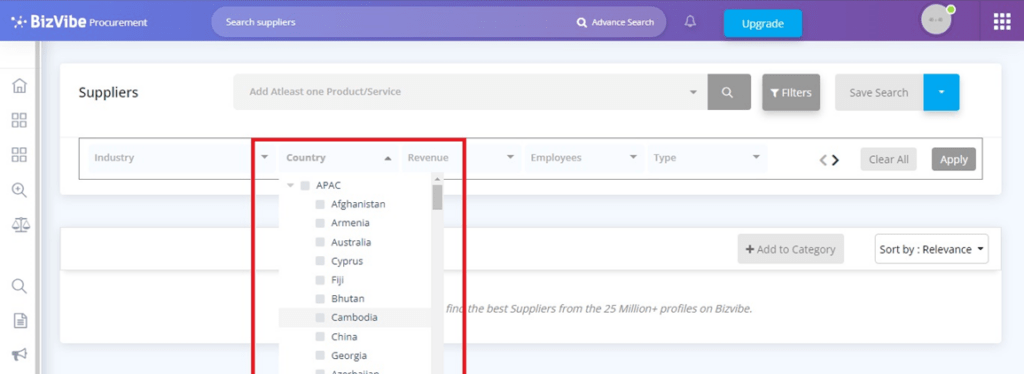 BizVibe Procurement
Search suppliers
Advance Search
Upgrade
Suppliers
Add Atleast one Product/Service
Filters
Save Search
Industry
Country
Revenue
Employees
Type
Clear All
Apply
APAC
Afghanistan
Armenia
Australia
Cyprus
Fiji
Bhutan
Cambodia
China
Georgia
Azerbaijan
+ Add to Category
Sort by : Relevance
find the best Suppliers from the 25 Million+ profiles on Bizvibe.